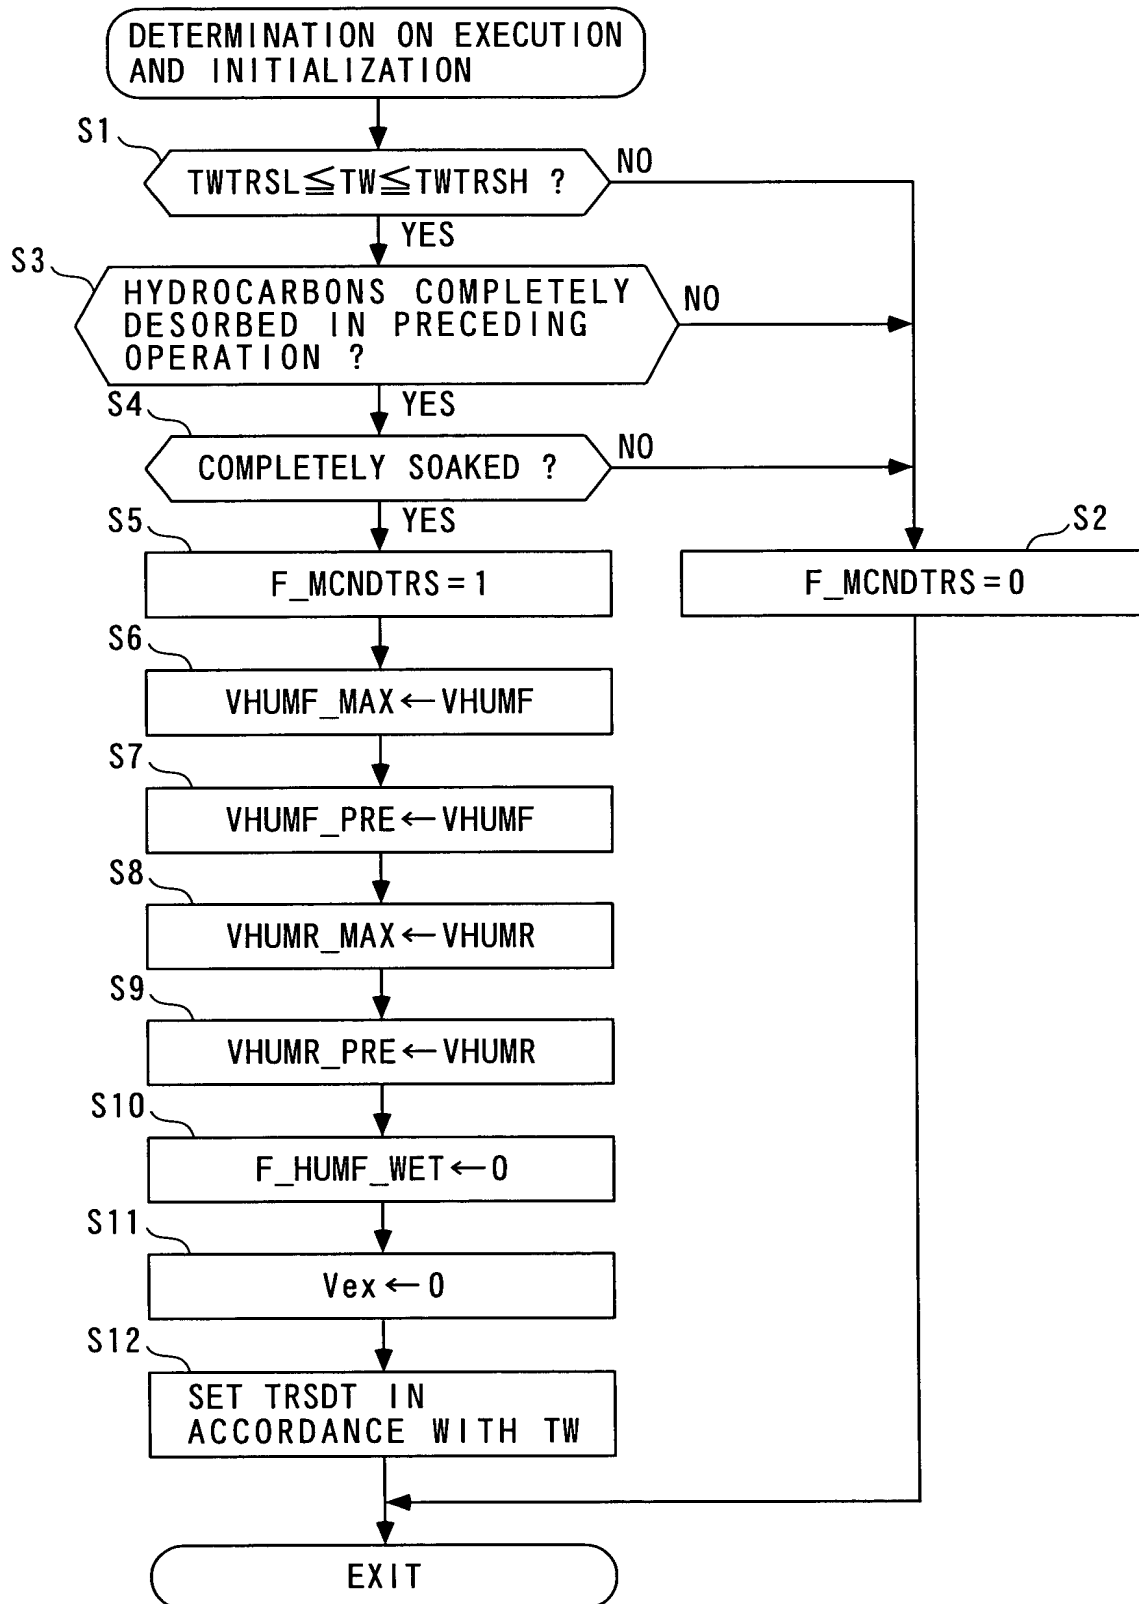 DETERMINATION ON EXECUTION
AND INITIALIZATION
S1
TWTRSL≦TW≦TWTRSH ?
NO
YES
S3
HYDROCARBONS COMPLETELY
DESORBED IN PRECEDING
OPERATION ?
NO
YES
S4
COMPLETELY SOAKED ?
NO
YES
S5
F_MCNDTRS=1
S2
F_MCNDTRS=0
S6
VHUMF_MAX←VHUMF
S7
VHUMF_PRE←VHUMF
S8
VHUMR_MAX←VHUMR
S9
VHUMR_PRE←VHUMR
S10
F_HUMF_WET←0
S11
Vex←0
S12
SET TRSDT IN
ACCORDANCE WITH TW
EXIT